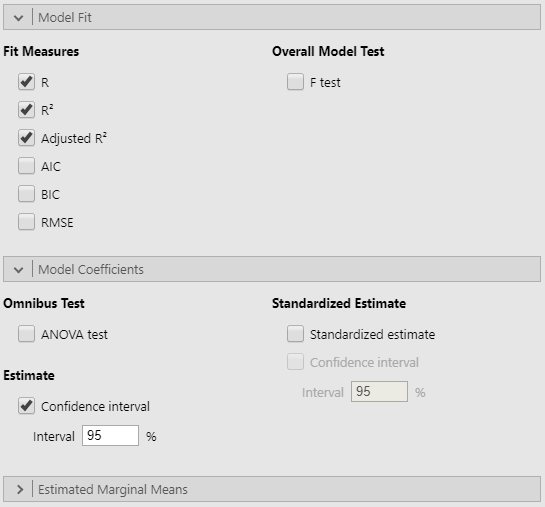 Model Fit
Fit Measures
Overall Model Test
R
F test
R²
Adjusted R²
AIC
BIC
RMSE
Model Coefficients
Omnibus Test
Standardized Estimate
ANOVA test
Standardized estimate
Confidence interval
Estimate
Interval 95 %
Confidence interval
Interval 95 %
Estimated Marginal Means